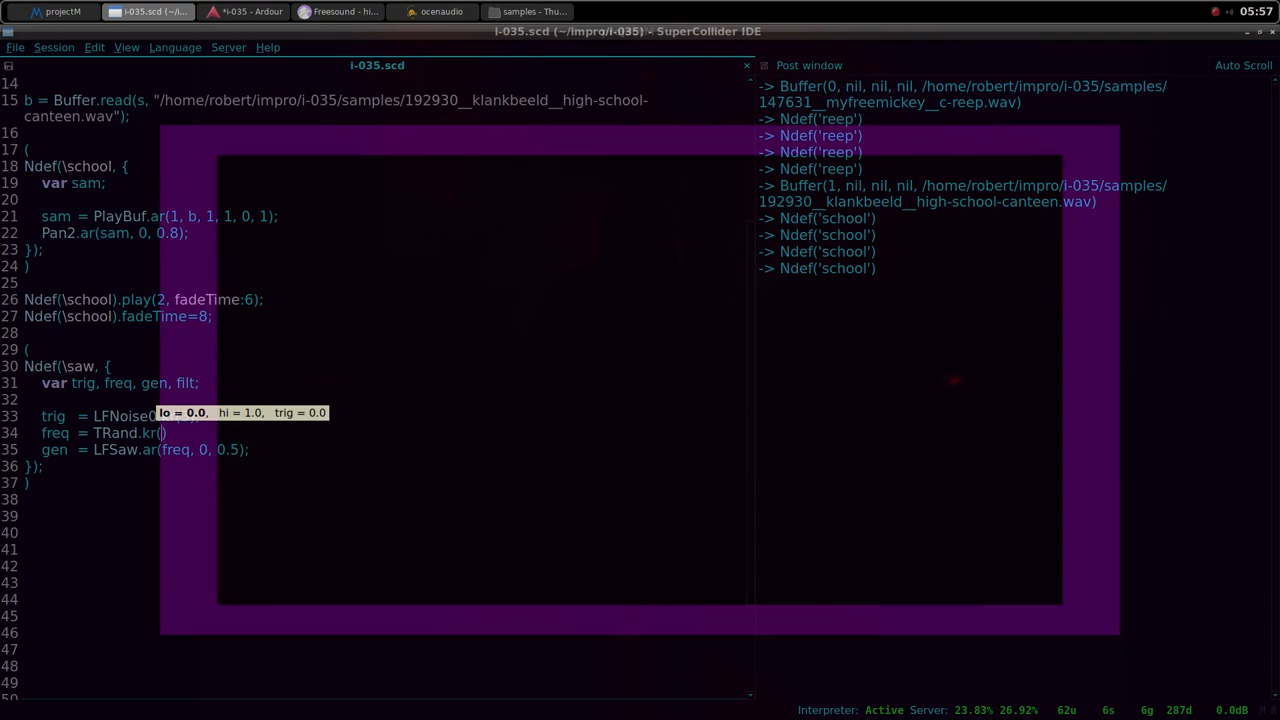 projectM
i-035.scd (~/i...
*i-035 - Ardour
Freesound - hi...
ocenaudio
samples - Thu...
05:57
i-035.scd (~/impro/i-035) - SuperCollider IDE
File Session Edit View Language Server Help
i-035.scd
Post window
Auto Scroll
14
15 b = Buffer.read(s, "/home/robert/impro/i-035/samples/192930__klankbeeld__high-school-
canteen.wav");
16
17 (
18 Ndef(\school, {
19 var sam;
20
21 sam = PlayBuf.ar(1, b, 1, 1, 0, 1);
22 Pan2.ar(sam, 0, 0.8);
23 });
24 )
25
26 Ndef(\school).play(2, fadeTime:6);
27 Ndef(\school).fadeTime=8;
28
29 (
30 Ndef(\saw, {
31 var trig, freq, gen, filt;
32
lo = 0.0, hi = 1.0, trig = 0.0
33 trig = LFNoise0
34 freq = TRand.kr()
35 gen = LFSaw.ar(freq, 0, 0.5);
36 });
37 )
38
39
40
41
42
43
44
45
46
47
48
49
50
-> Buffer(0, nil, nil, nil, /home/robert/impro/i-035/samples/
147631__myfreemickey__c-reep.wav)
-> Ndef('reep')
-> Ndef('reep')
-> Ndef('reep')
-> Ndef('reep')
-> Buffer(1, nil, nil, nil, /home/robert/impro/i-035/samples/
192930__klankbeeld__high-school-canteen.wav)
-> Ndef('school')
-> Ndef('school')
-> Ndef('school')
-> Ndef('school')
Interpreter: Active Server: 23.83% 26.92% 62u 6s 6g 287d 0.0dB